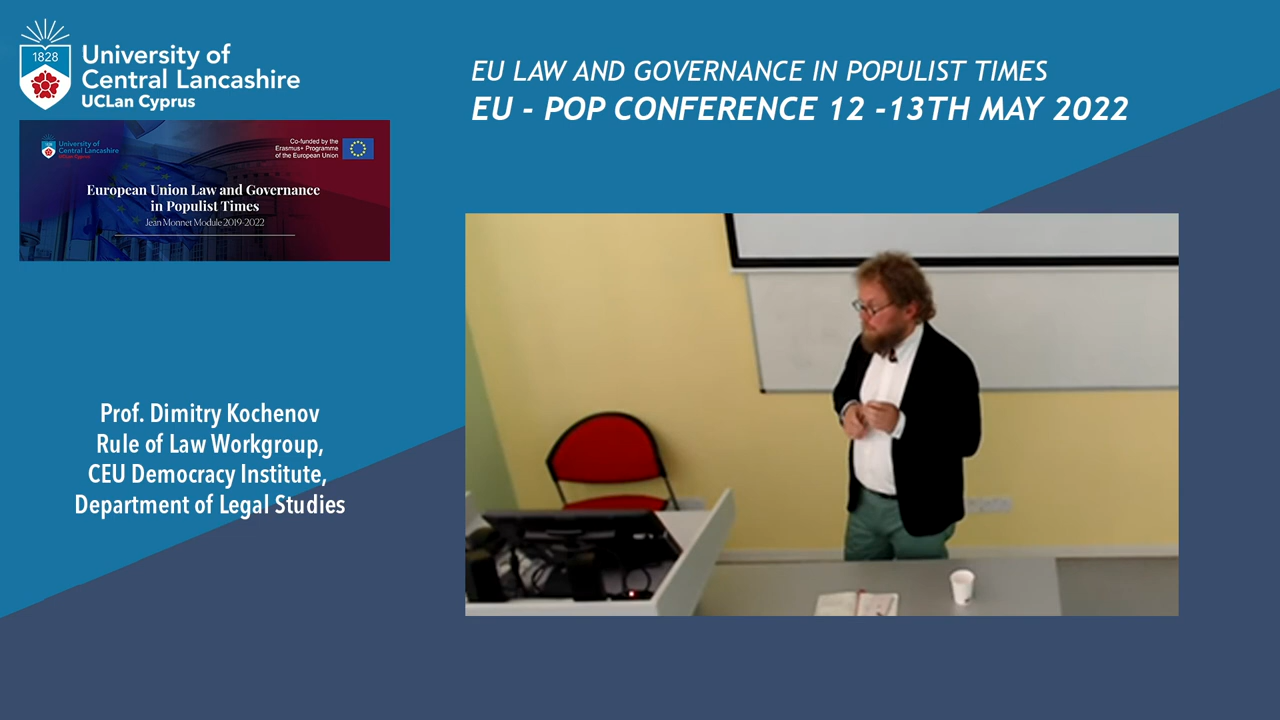 1828
University of
Central Lancashire
UCLan Cyprus
EU LAW AND GOVERNANCE IN POPULIST TIMES
EU - POP CONFERENCE 12 -13TH MAY 2022
University of
Central Lancashire
UCLan Cyprus
Co-funded by the
Erasmus+ Programme
of the European Union
European Union Law and Governance
in Populist Times
Jean Monnet Module 2019-2022
Prof. Dimitry Kochenov
Rule of Law Workgroup,
CEU Democracy Institute,
Department of Legal Studies